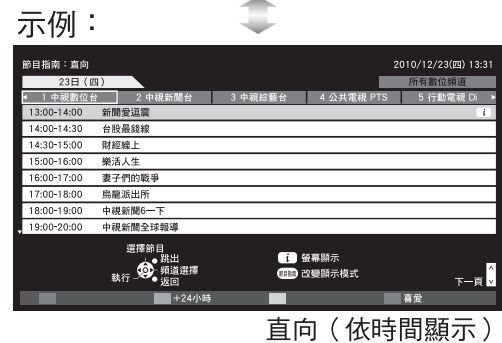 示例：
節目指南：直向 2010/12/23(四) 13:31
23日（四） 所有數位頻道
1 中視數位台 2 中視新聞台 3 中視綜藝台 4 公共電視 PTS 5 行動電視 Di
13:00-14:00 新聞愛逗震 i
14:00-14:30 台股最錢線
14:30-15:00 財經線上
15:00-16:00 樂活人生
16:00-17:00 妻子們的戰爭
17:00-18:00 烏龍派出所
18:00-19:00 中視新聞6一下
19:00-20:00 中視新聞全球報導
選擇節目
跳出 i 螢幕顯示
執行 頻道選擇 改變顯示模式
返回 下一頁
+24小時 喜愛
直向（依時間顯示）